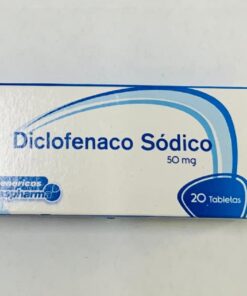 Diclofenaco Sódico
50 mg
20 Tabletas